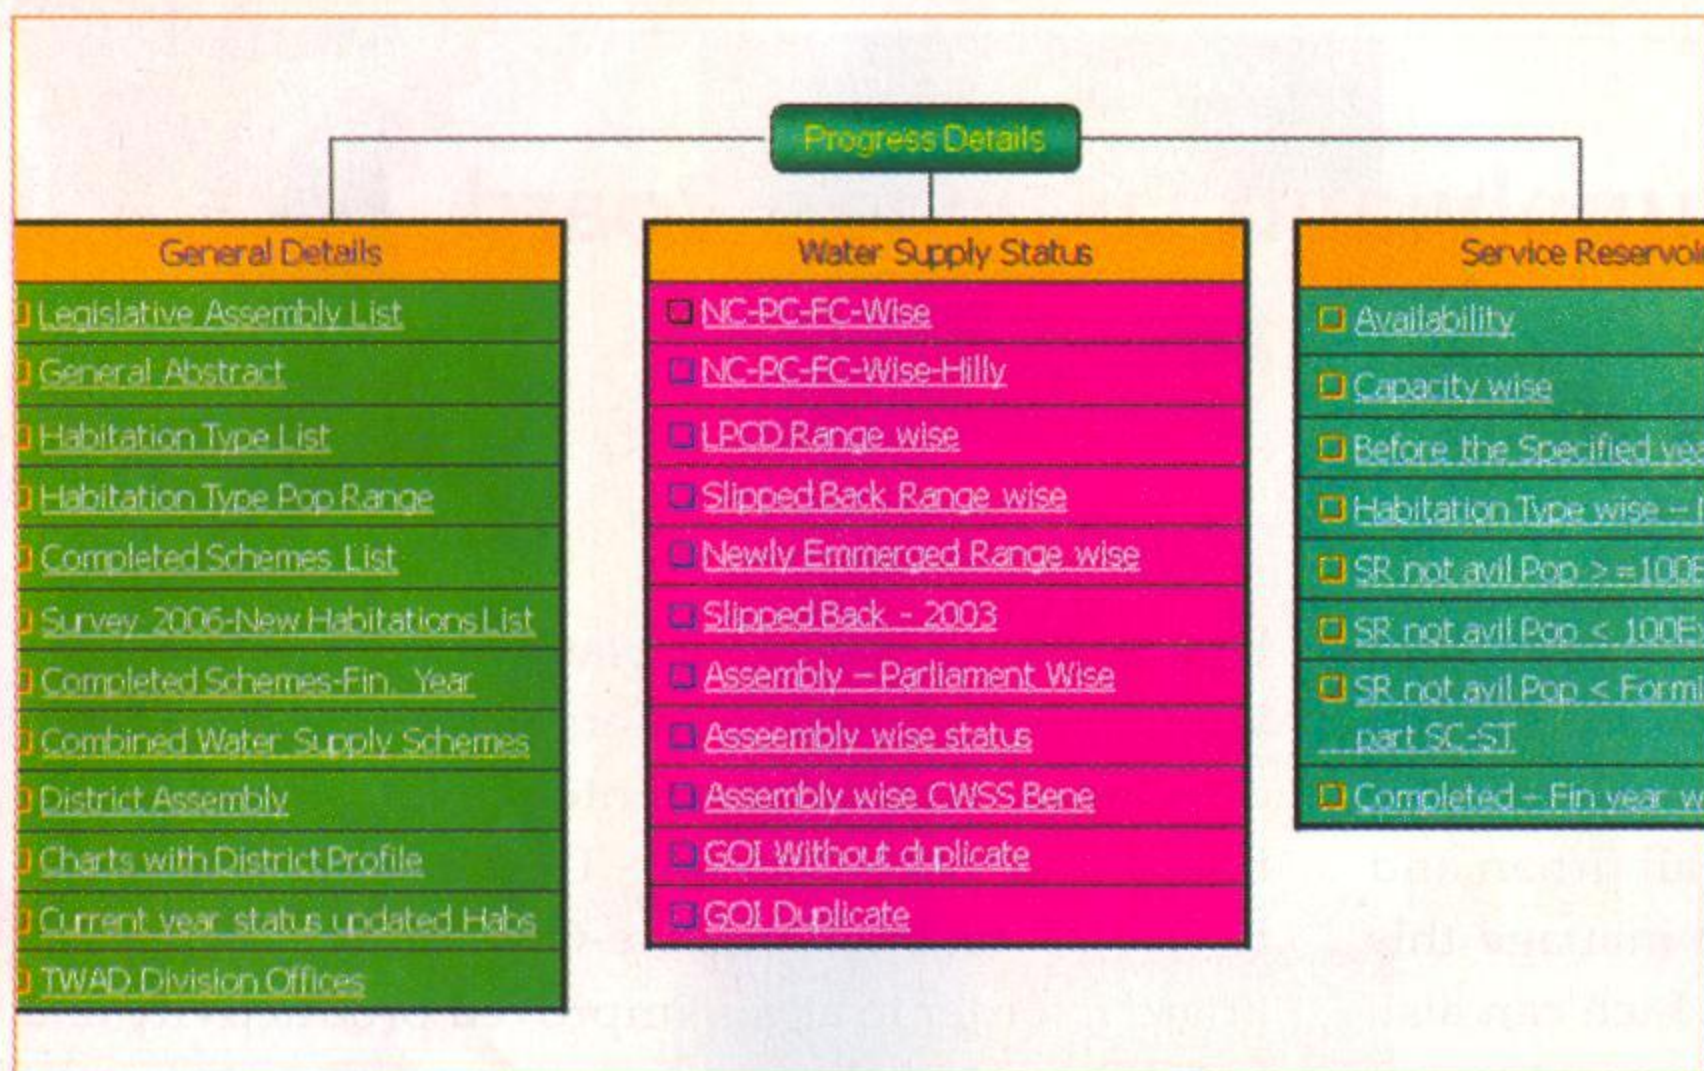 Progress Details
General Details
Legislative Assembly List
General Abstract
Habitation Type List
Habitation Type Pop Range
Completed Schemes List
Survey 2006-New Habitations List
Completed Schemes-Fin. Year
Combined Water Supply Schemes
District Assembly
Charts with District Profile
Current year status updated Habs
TWAD Division Offices
Water Supply Status
NC-PC-FC-Wise
NC-PC-FC-Wise-Hilly
LPCD Range wise
Slipped Back Range wise
Newly Emmerged Range wise
Slipped Back - 2003
Assembly – Parliament Wise
Asseembly wise status
Assembly wise CWSS Bene
GOI Without duplicate
GOI Duplicate
Service
Availability
Capacity wise
Before the Specified
Habitation Type wise –
SR not avil Pop >=100
SR not avil Pop < 100
SR not avil Pop <
part SC-ST
Completed – Fin year